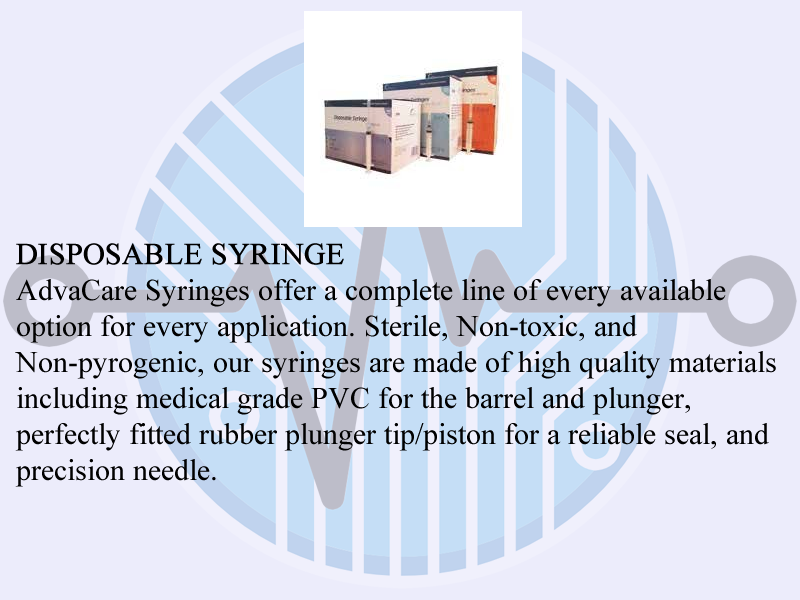 Disposable Syringe
DISPOSABLE SYRINGE
AdvaCare Syringes offer a complete line of every available
option for every application. Sterile, Non-toxic, and
Non-pyrogenic, our syringes are made of high quality materials
including medical grade PVC for the barrel and plunger,
perfectly fitted rubber plunger tip/piston for a reliable seal, and
precision needle.